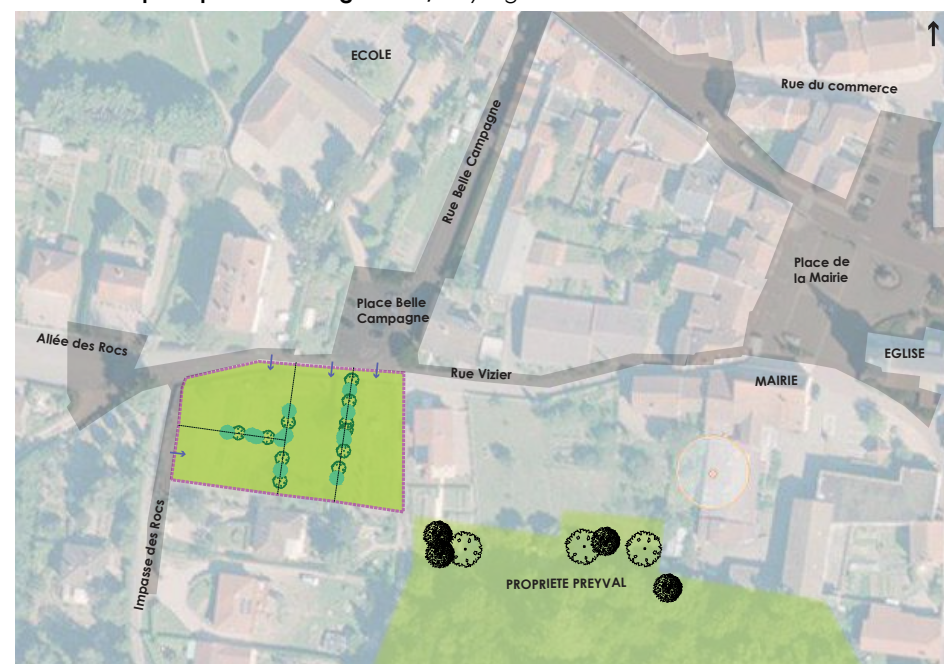 ECOLE
Rue du commerce
Rue Belle Campagne
Place de
la Mairie
Place Belle
Campagne
Allée des Rocs
EGLISE
Rue Vizier
MAIRIE
Impasse des Rocs
PROPRIETE PREYVAL